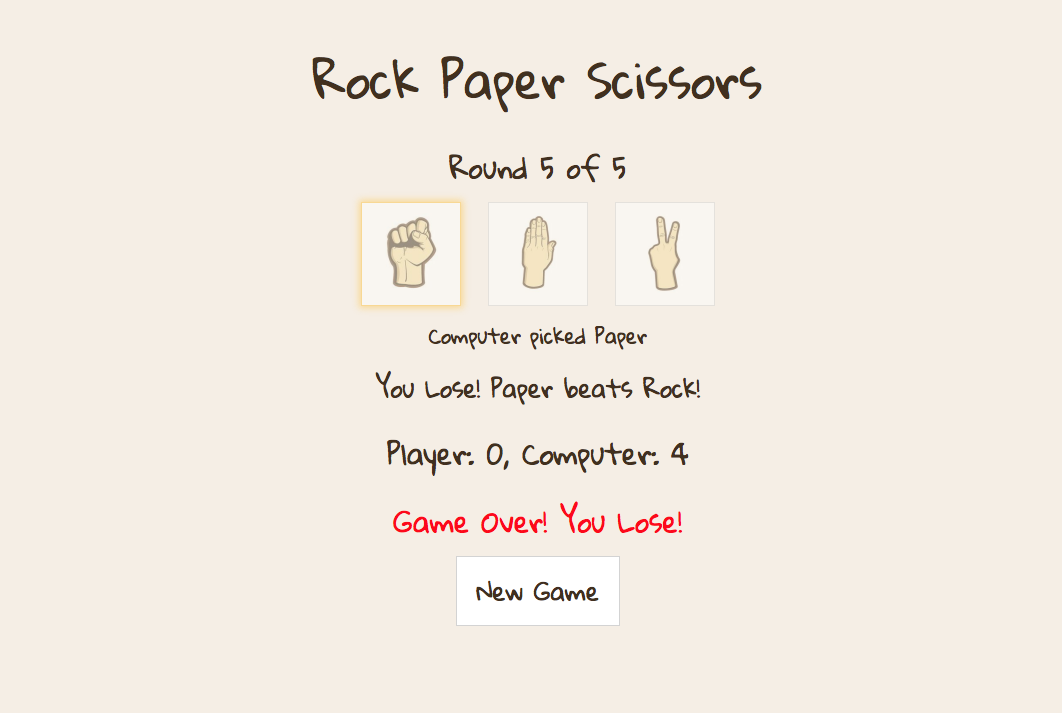 Rock Paper Scissors
Round 5 of 5
Computer picked Paper
You Lose! Paper beats Rock!
Player: 0, Computer: 4
Game Over! You Lose!
New Game